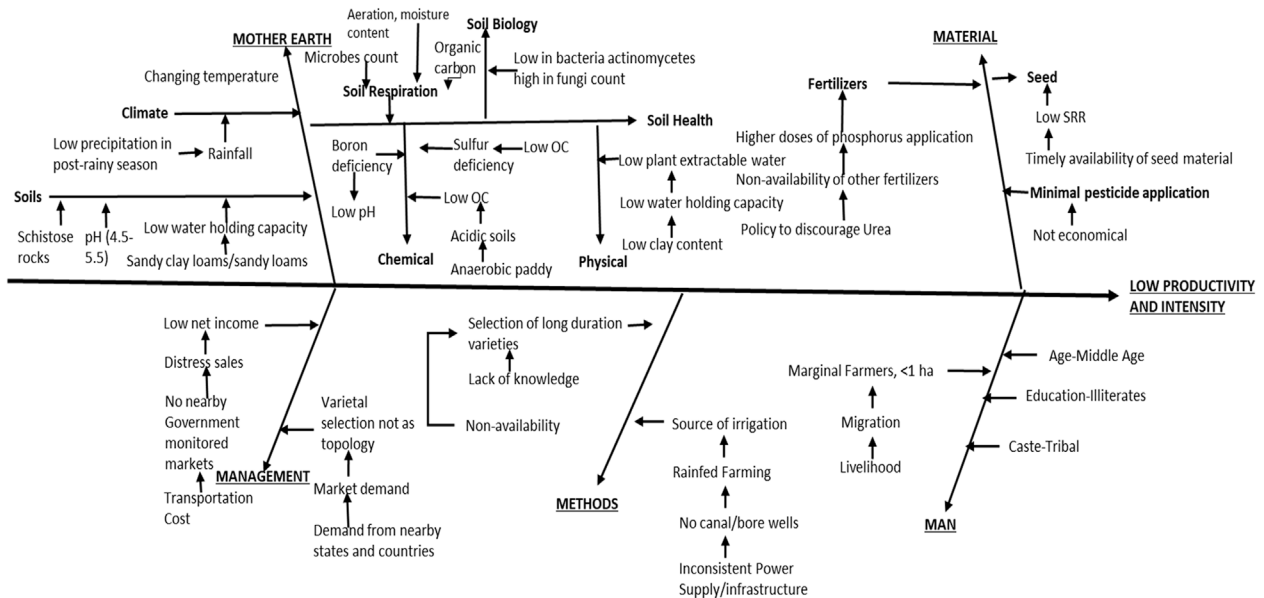 MOTHER EARTH
Changing temperature
Climate
Low precipitation in
post-rainy season
Rainfall
Soils
Schistose
rocks
pH (4.5-
5.5)
Low water holding capacity
Sandy clay loams/sandy loams
Aeration, moisture
content
Microbes count
Soil Respiration
Organic
carbon
Soil Biology
Low in bacteria actinomycetes
high in fungi count
Soil Health
Boron
deficiency
Low pH
Sulfur
deficiency
Low OC
Low OC
Acidic soils
Anaerobic paddy
Chemical
Low plant extractable water
Low water holding capacity
Low clay content
Physical
MATERIAL
Fertilizers
Higher doses of phosphorus application
Non-availability of other fertilizers
Policy to discourage Urea
Seed
Low SRR
Timely availability of seed material
Minimal pesticide application
Not economical
LOW PRODUCTIVITY
AND INTENSITY
Low net income
Distress sales
No nearby
Government
monitored
markets
Transportation
Cost
MANAGEMENT
Varietal
selection not as
topology
Market demand
Demand from nearby
states and countries
Selection of long duration
varieties
Lack of knowledge
Non-availability
METHODS
Source of irrigation
Rainfed Farming
No canal/bore wells
Inconsistent Power
Supply/infrastructure
Marginal Farmers, <1 ha
Migration
Livelihood
Age-Middle Age
Education-Illiterates
Caste-Tribal
MAN